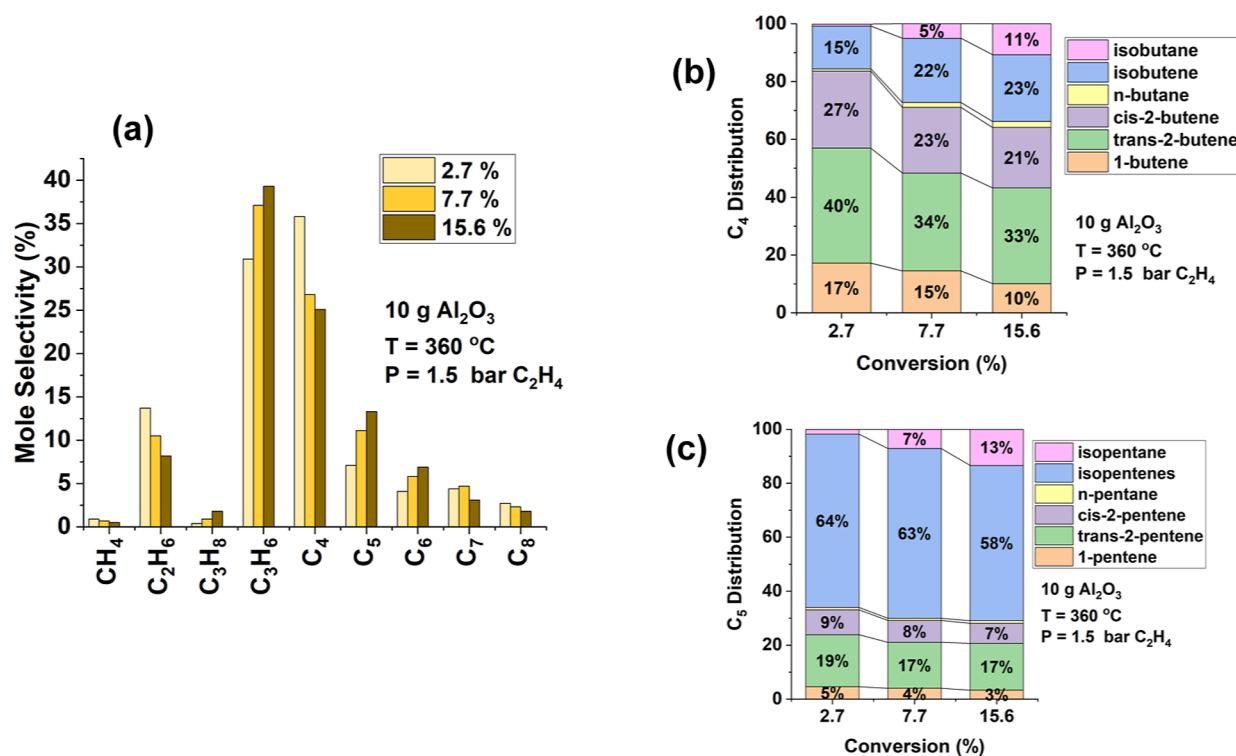 (a)
Mole Selectivity (%)
40
35
30
25
20
15
10
5
0
2.7 %
7.7 %
15.6 %
10 g Al₂O₃
T = 360 °C
P = 1.5 bar C₂H₄
CH₄
C₂H₆
C₃H₈
C₃H₆
C₄
C₅
C₆
C₇
C₈
(b)
C₄ Distribution
100
80
60
40
20
0
15%
27%
40%
17%
5%
22%
23%
34%
15%
11%
23%
21%
33%
10%
2.7
7.7
15.6
Conversion (%)
isobutane
isobutene
n-butane
cis-2-butene
trans-2-butene
1-butene
10 g Al₂O₃
T = 360 °C
P = 1.5 bar C₂H₄
(c)
C₅ Distribution
100
80
60
40
20
0
64%
9%
19%
5%
7%
63%
8%
17%
4%
13%
58%
7%
17%
3%
2.7
7.7
15.6
Conversion (%)
isopentane
isopentenes
n-pentane
cis-2-pentene
trans-2-pentene
1-pentene
10 g Al₂O₃
T = 360 °C
P = 1.5 bar C₂H₄